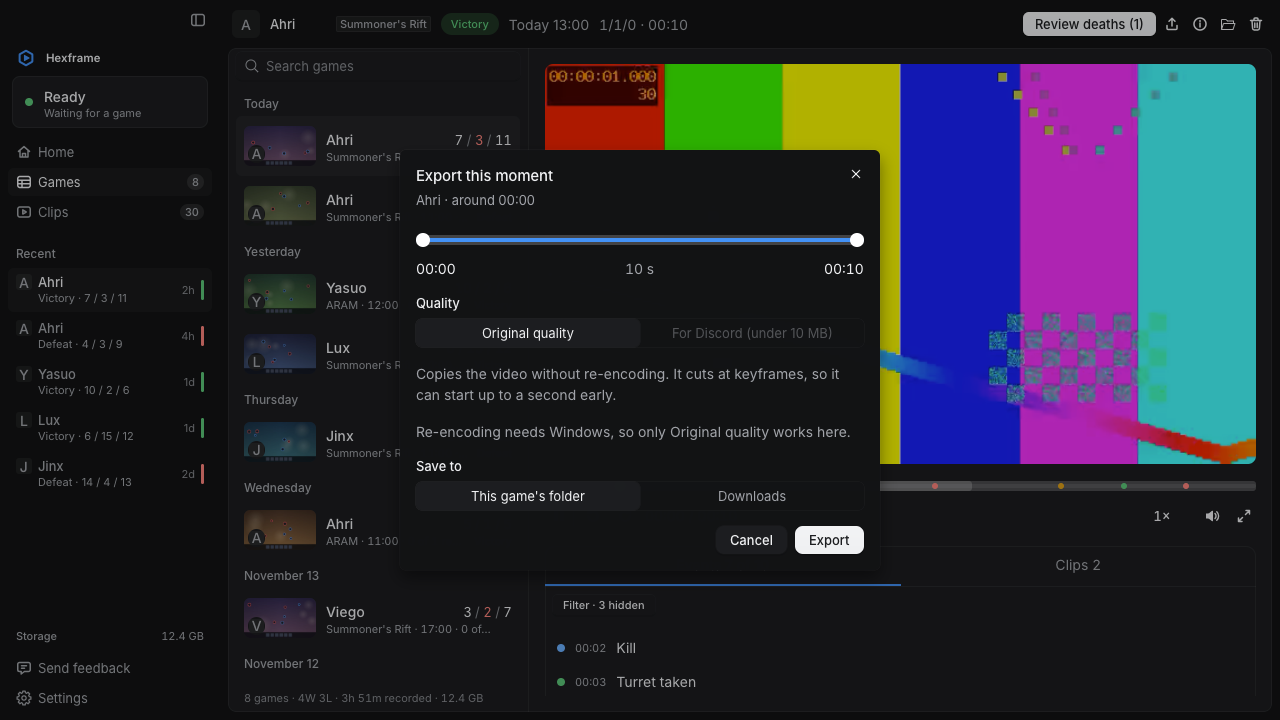 A
Ahri
Summoner's Rift
Victory
Today 13:00
1/1/0 · 00:10
Review deaths (1)
Hexframe
Ready
Waiting for a game
Home
Games
8
Clips
30
Recent
A
Ahri
Victory · 7 / 3 / 11
2h
A
Ahri
Defeat · 4 / 3 / 9
4h
Y
Yasuo
Victory · 10 / 2 / 6
1d
L
Lux
Victory · 6 / 15 / 12
1d
J
Jinx
Defeat · 14 / 4 / 13
2d
Storage
12.4 GB
Send feedback
Settings
Search games
Today
A
Ahri
7 / 3 / 11
Summoner's R
A
Ahri
Summoner's R
Yesterday
Y
Yasuo
ARAM · 12:00
L
Lux
Summoner's R
Thursday
J
Jinx
Summoner's R
Wednesday
A
Ahri
ARAM · 11:00
November 13
V
Viego
3 / 2 / 7
Summoner's Rift · 17:00 · 0 of...
November 12
8 games · 4W 3L · 3h 51m recorded · 12.4 GB
00:00:01.000
30
Export this moment
Ahri · around 00:00
00:00
10 s
00:10
Quality
Original quality
For Discord (under 10 MB)
Copies the video without re-encoding. It cuts at keyframes, so it
can start up to a second early.
Re-encoding needs Windows, so only Original quality works here.
Save to
This game's folder
Downloads
Cancel
Export
1×
Clips 2
Filter · 3 hidden
00:02
Kill
00:03
Turret taken